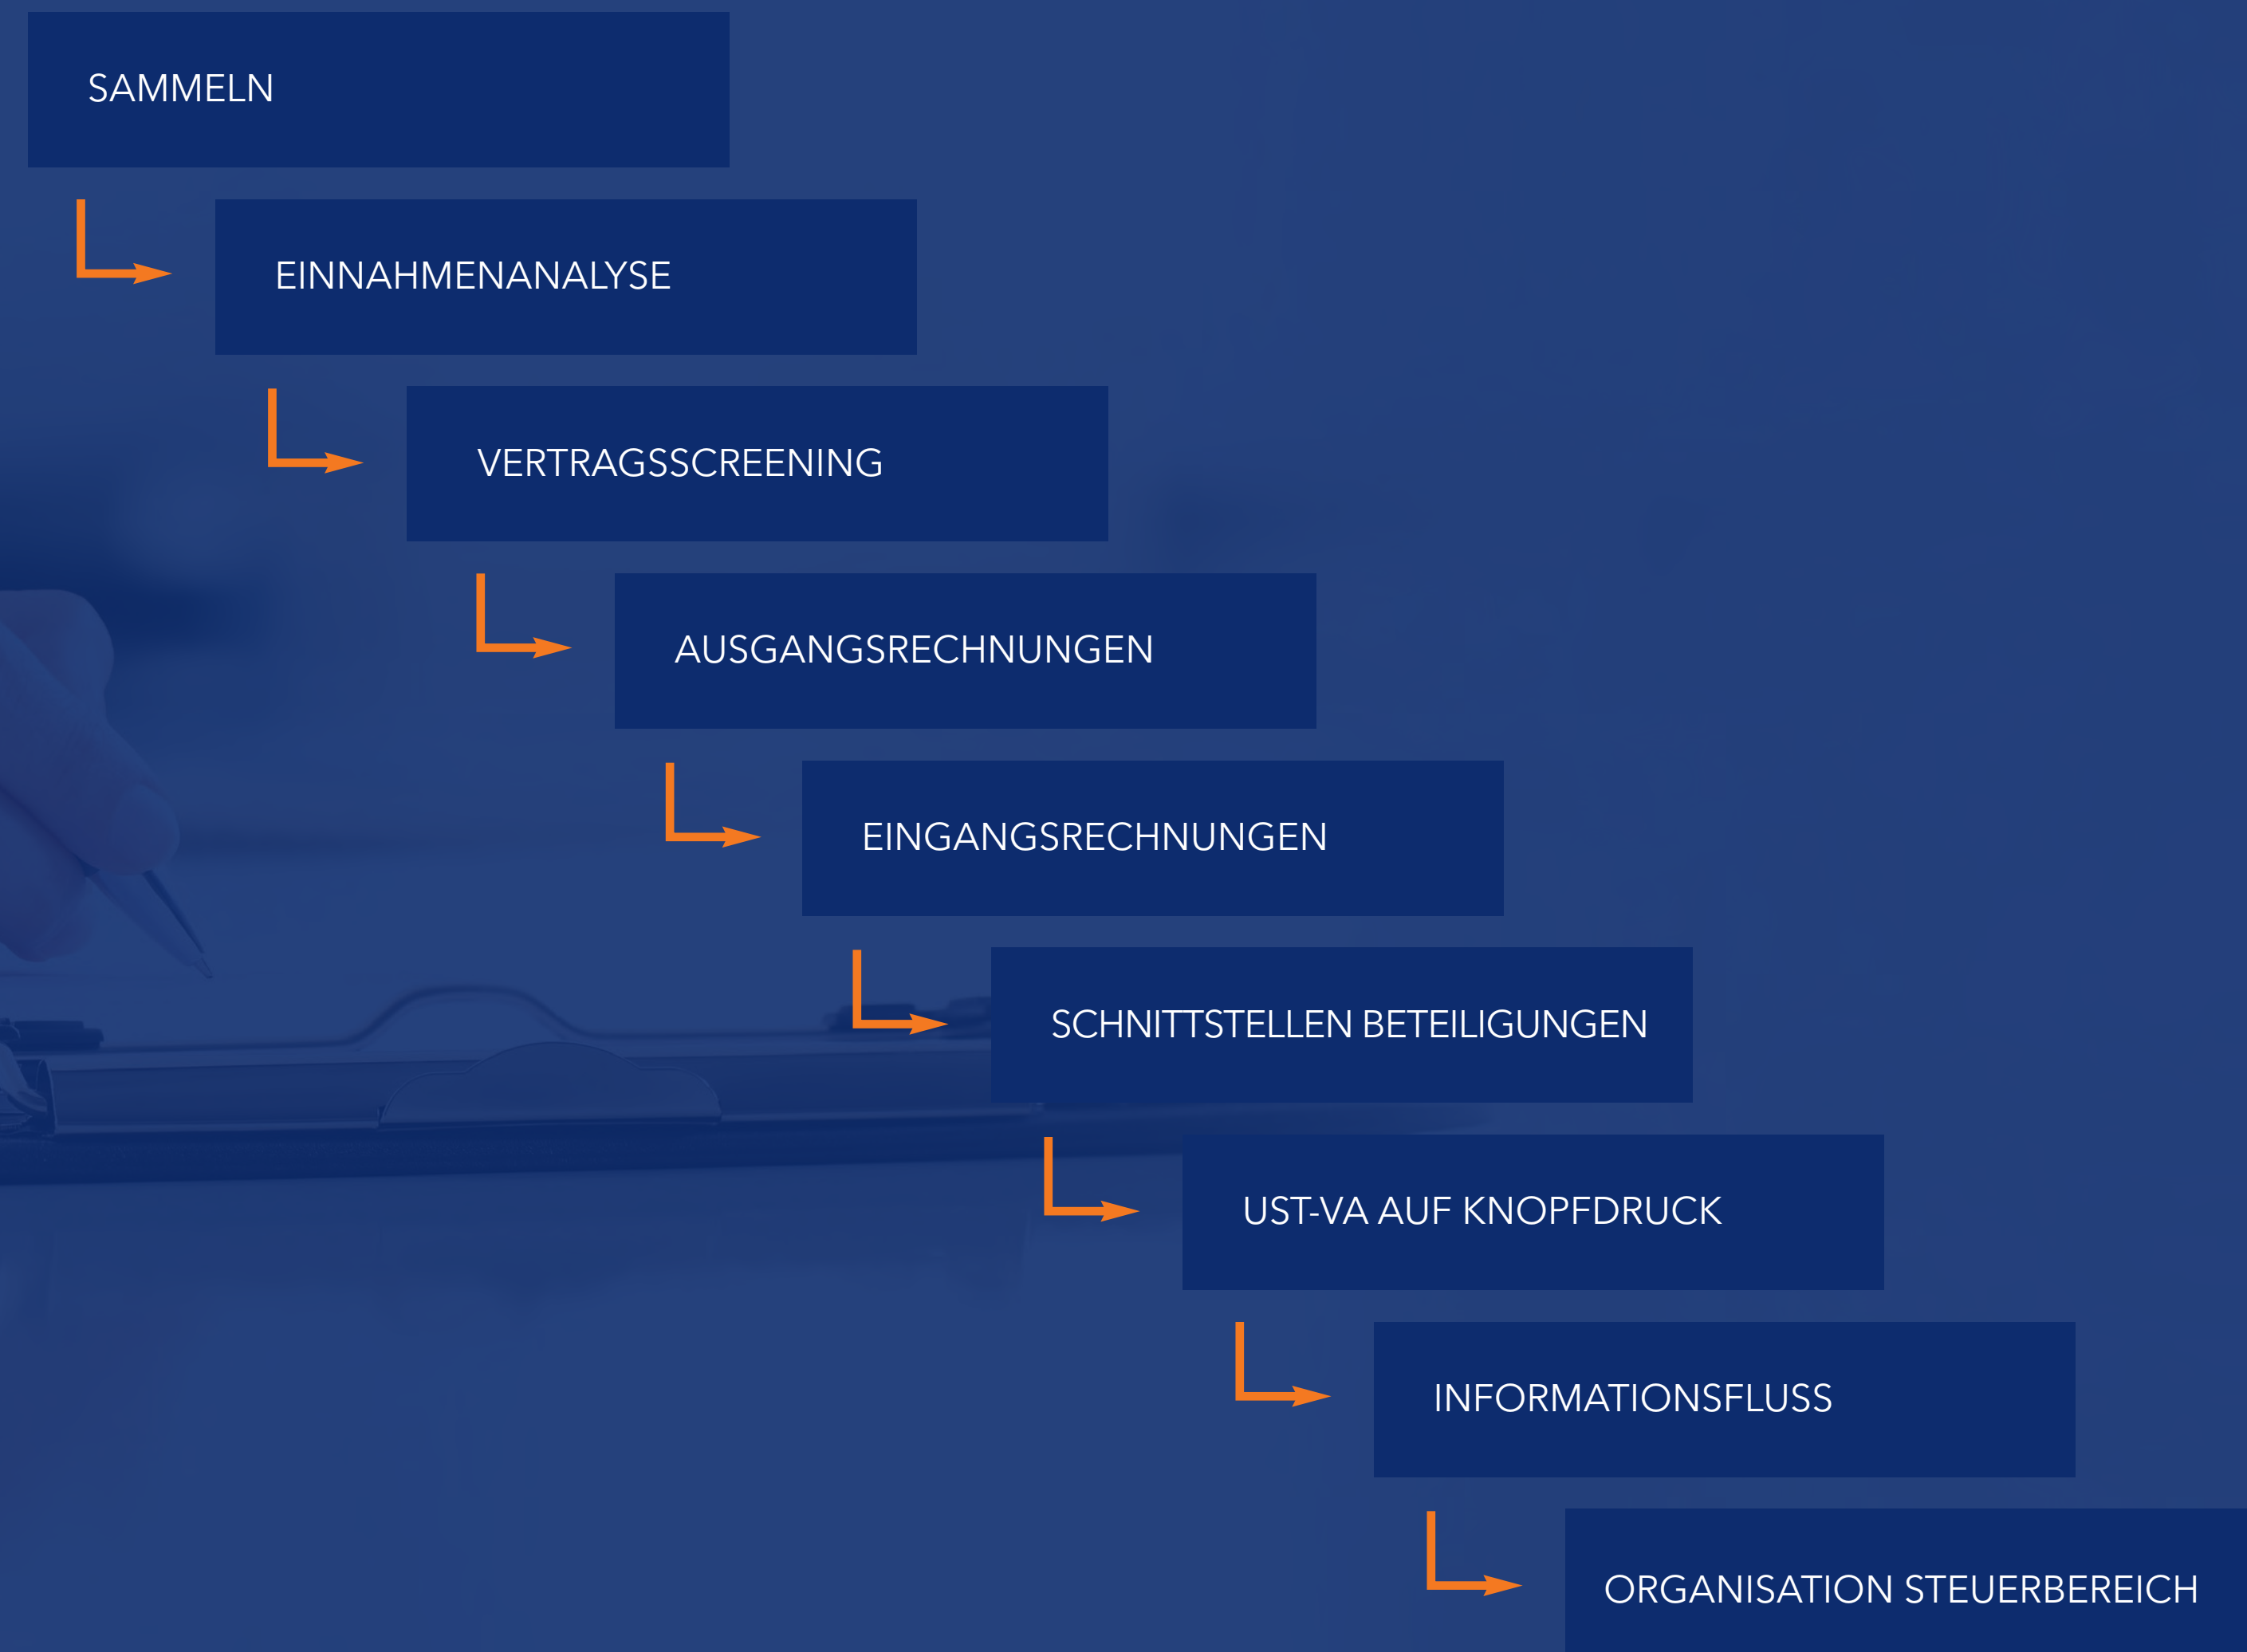 SAMMELN
EINNAHMENANALYSE
VERTRAGSSCREENING
AUSGANGSRECHNUNGEN
EINGANGSRECHNUNGEN
SCHNITTSTELLEN BETEILIGUNGEN
UST-VA AUF KNOPFDRUCK
INFORMATIONSFLUSS
ORGANISATION STEUERBEREICH